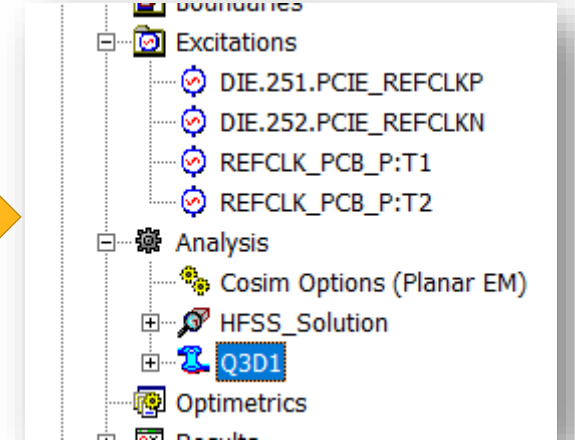 Boundaries
Excitations
DIE.251.PCIE_REFCLKP
DIE.252.PCIE_REFCLKN
REFCLK_PCB_P:T1
REFCLK_PCB_P:T2
Analysis
Cosim Options (Planar EM)
HFSS_Solution
Q3D1
Optimetrics
Results